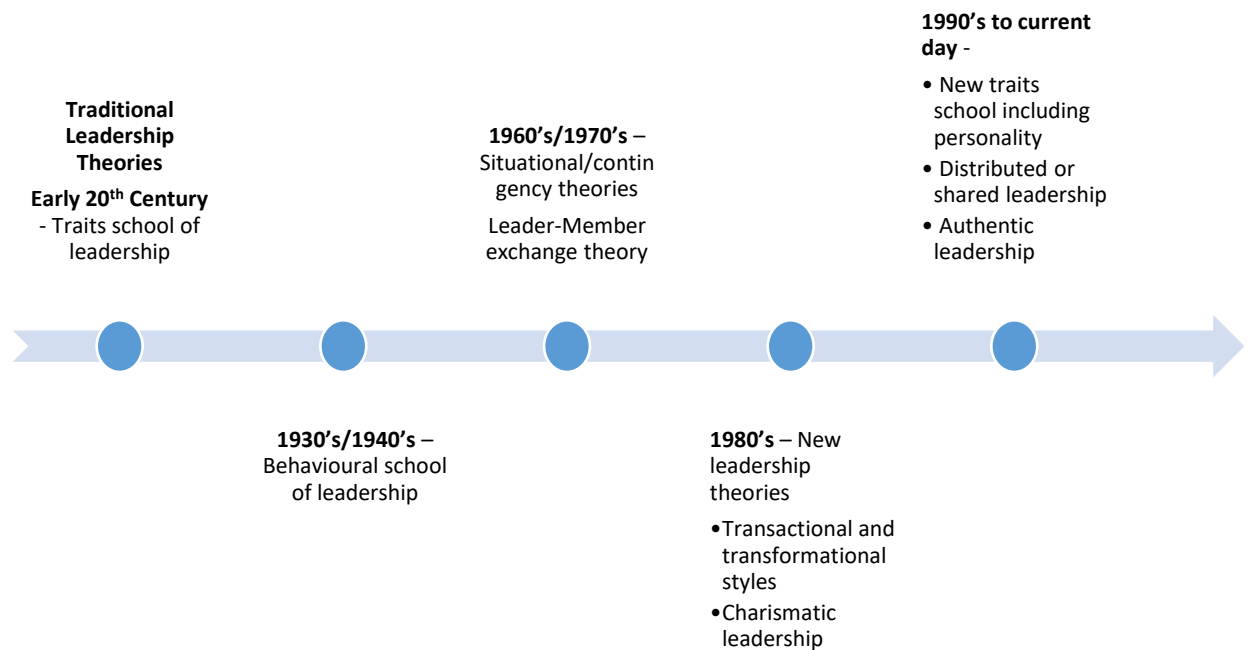 Traditional
Leadership
Theories
Early 20th Century
- Traits school of
leadership
1930's/1940's –
Behavioural school
of leadership
1960's/1970's –
Situational/contin
gency theories
Leader-Member
exchange theory
1980's – New
leadership
theories
•Transactional and
transformational
styles
•Charismatic
leadership
1990's to current
day -
• New traits
school including
personality
• Distributed or
shared leadership
• Authentic
leadership